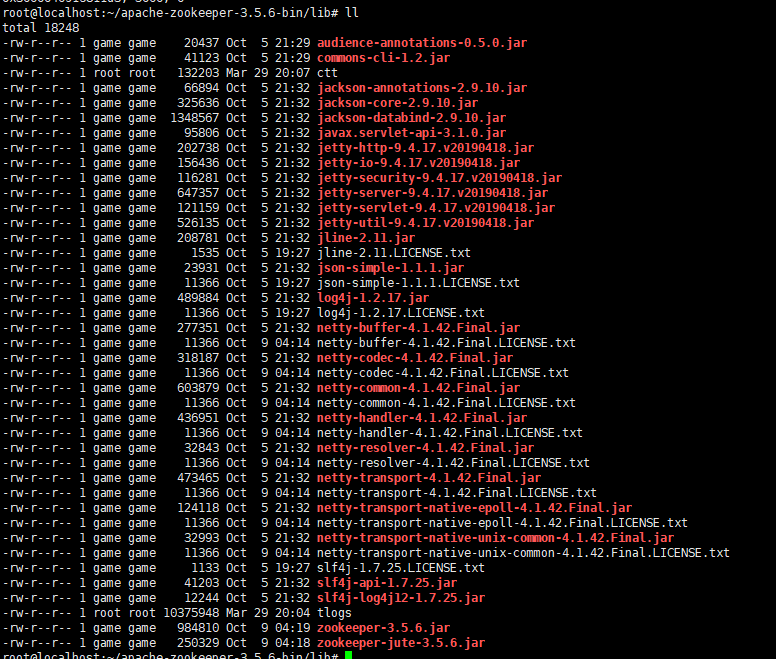 root@localhost:~/apache-zookeeper-3.5.6-bin/lib# ll
total 18248
-rw-r--r-- 1 game game 20437 Oct 5 21:29 audience-annotations-0.5.0.jar
-rw-r--r-- 1 game game 41123 Oct 5 21:29 commons-cli-1.2.jar
-rw-r--r-- 1 root root 132203 Mar 29 20:07 ctt
-rw-r--r-- 1 game game 66894 Oct 5 21:32 jackson-annotations-2.9.10.jar
-rw-r--r-- 1 game game 325636 Oct 5 21:32 jackson-core-2.9.10.jar
-rw-r--r-- 1 game game 1348567 Oct 5 21:32 jackson-databind-2.9.10.jar
-rw-r--r-- 1 game game 95806 Oct 5 21:32 javax.servlet-api-3.1.0.jar
-rw-r--r-- 1 game game 202738 Oct 5 21:32 jetty-http-9.4.17.v20190418.jar
-rw-r--r-- 1 game game 156436 Oct 5 21:32 jetty-io-9.4.17.v20190418.jar
-rw-r--r-- 1 game game 116281 Oct 5 21:32 jetty-security-9.4.17.v20190418.jar
-rw-r--r-- 1 game game 647357 Oct 5 21:32 jetty-server-9.4.17.v20190418.jar
-rw-r--r-- 1 game game 121159 Oct 5 21:32 jetty-servlet-9.4.17.v20190418.jar
-rw-r--r-- 1 game game 526135 Oct 5 21:32 jetty-util-9.4.17.v20190418.jar
-rw-r--r-- 1 game game 208781 Oct 5 21:32 jline-2.11.jar
-rw-r--r-- 1 game game 1535 Oct 5 19:27 jline-2.11.LICENSE.txt
-rw-r--r-- 1 game game 23931 Oct 5 21:32 json-simple-1.1.1.jar
-rw-r--r-- 1 game game 11366 Oct 5 19:27 json-simple-1.1.1.LICENSE.txt
-rw-r--r-- 1 game game 489884 Oct 5 21:32 log4j-1.2.17.jar
-rw-r--r-- 1 game game 11366 Oct 5 19:27 log4j-1.2.17.LICENSE.txt
-rw-r--r-- 1 game game 277351 Oct 5 21:32 netty-buffer-4.1.42.Final.jar
-rw-r--r-- 1 game game 11366 Oct 9 04:14 netty-buffer-4.1.42.Final.LICENSE.txt
-rw-r--r-- 1 game game 318187 Oct 5 21:32 netty-codec-4.1.42.Final.jar
-rw-r--r-- 1 game game 11366 Oct 9 04:14 netty-codec-4.1.42.Final.LICENSE.txt
-rw-r--r-- 1 game game 603879 Oct 5 21:32 netty-common-4.1.42.Final.jar
-rw-r--r-- 1 game game 11366 Oct 9 04:14 netty-common-4.1.42.Final.LICENSE.txt
-rw-r--r-- 1 game game 436951 Oct 5 21:32 netty-handler-4.1.42.Final.jar
-rw-r--r-- 1 game game 11366 Oct 9 04:14 netty-handler-4.1.42.Final.LICENSE.txt
-rw-r--r-- 1 game game 32843 Oct 5 21:32 netty-resolver-4.1.42.Final.jar
-rw-r--r-- 1 game game 11366 Oct 9 04:14 netty-resolver-4.1.42.Final.LICENSE.txt
-rw-r--r-- 1 game game 473465 Oct 5 21:32 netty-transport-4.1.42.Final.jar
-rw-r--r-- 1 game game 11366 Oct 9 04:14 netty-transport-4.1.42.Final.LICENSE.txt
-rw-r--r-- 1 game game 124118 Oct 5 21:32 netty-transport-native-epoll-4.1.42.Final.jar
-rw-r--r-- 1 game game 11366 Oct 9 04:14 netty-transport-native-epoll-4.1.42.Final.LICENSE.txt
-rw-r--r-- 1 game game 32993 Oct 5 21:32 netty-transport-native-unix-common-4.1.42.Final.jar
-rw-r--r-- 1 game game 11366 Oct 9 04:14 netty-transport-native-unix-common-4.1.42.Final.LICENSE.txt
-rw-r--r-- 1 game game 1133 Oct 5 19:27 slf4j-1.7.25.LICENSE.txt
-rw-r--r-- 1 game game 41203 Oct 5 21:32 slf4j-api-1.7.25.jar
-rw-r--r-- 1 game game 12244 Oct 5 21:32 slf4j-log4j12-1.7.25.jar
-rw-r--r-- 1 root root 10375948 Mar 29 20:04 tlogs
-rw-r--r-- 1 game game 984810 Oct 9 04:19 zookeeper-3.5.6.jar
-rw-r--r-- 1 game game 250329 Oct 9 04:18 zookeeper-jute-3.5.6.jar
root@localhost:~/apache-zookeeper-3.5.6-bin/lib#